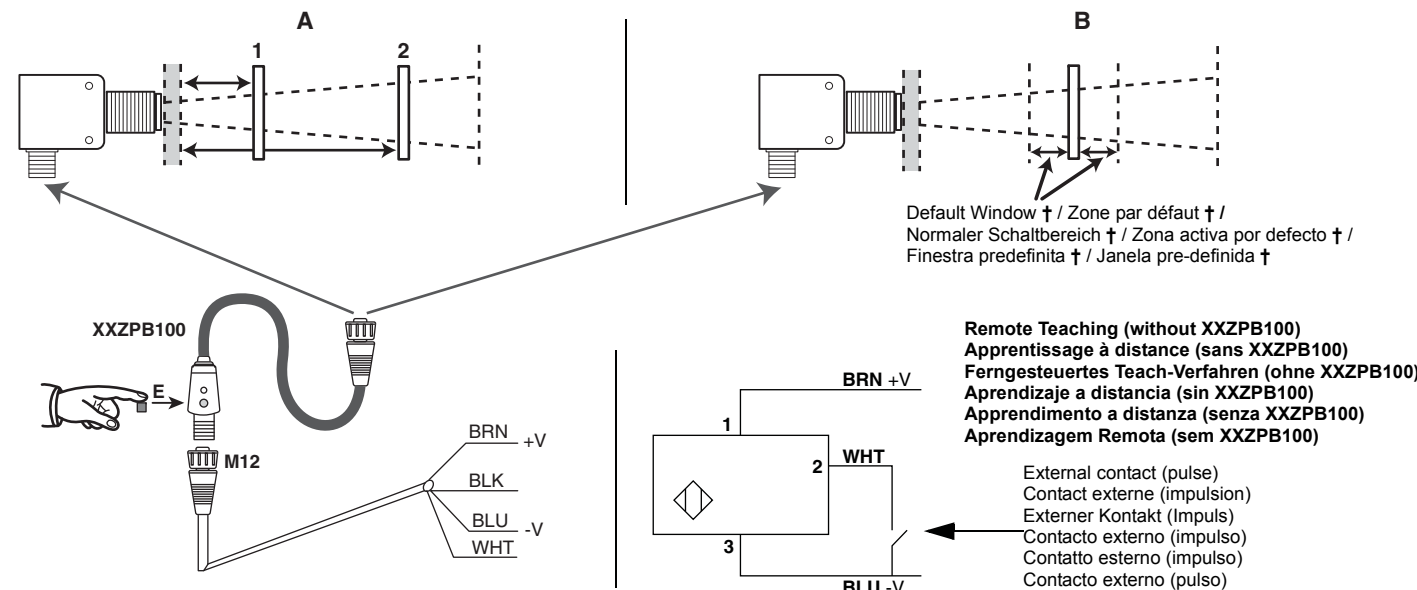 A
1
2
B
Default Window † / Zone par défaut † /
Normaler Schaltbereich † / Zona activa por defecto † /
Finestra predefinita † / Janela pre-definida †
XXZPB100
E
M12
BRN
+V
BLK
BLU
-V
WHT
Remote Teaching (without XXZPB100)
Apprentissage à distance (sans XXZPB100)
Ferngesteuertes Teach-Verfahren (ohne XXZPB100)
Aprendizaje a distancia (sin XXZPB100)
Apprendimento a distanza (senza XXZPB100)
Aprendizagem Remota (sem XXZPB100)
BRN +V
1
2
WHT
3
BLU -V
External contact (pulse)
Contact externe (impulsion)
Externer Kontakt (Impuls)
Contacto externo (impulso)
Contatto esterno (impulso)
Contacto externo (pulso)